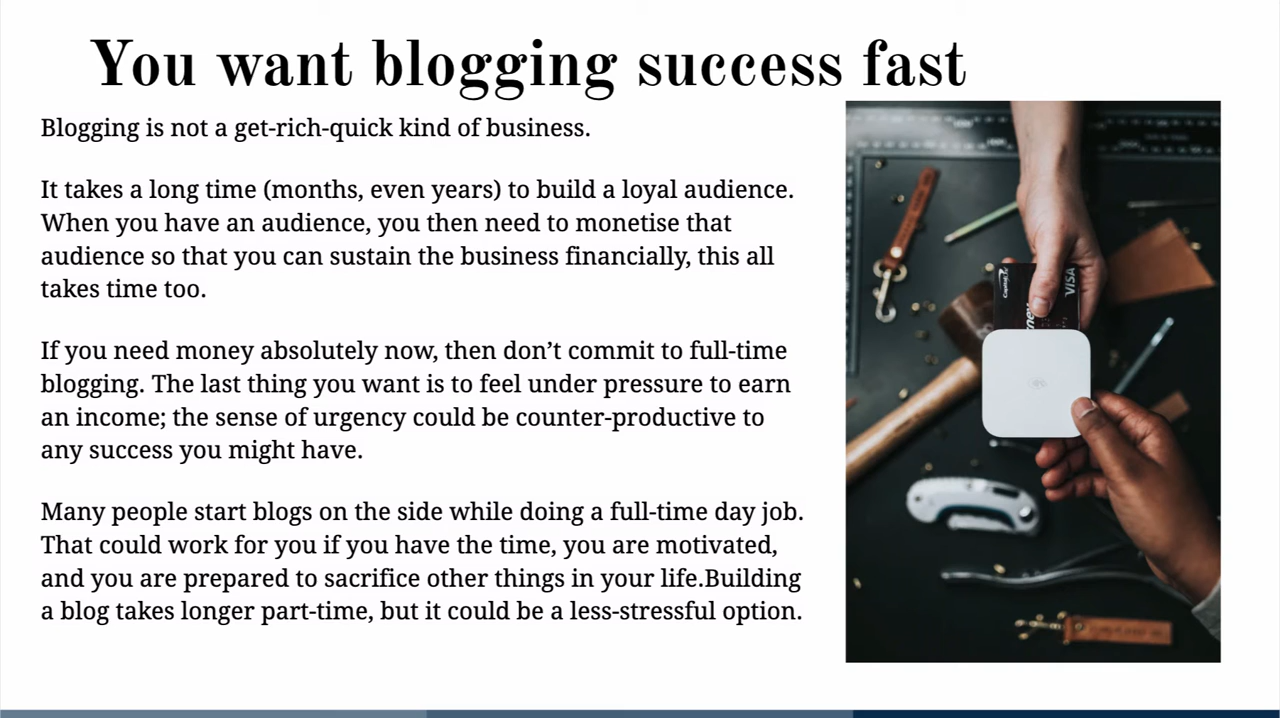 You want blogging success fast
Blogging is not a get-rich-quick kind of business.
It takes a long time (months, even years) to build a loyal audience.
When you have an audience, you then need to monetise that
audience so that you can sustain the business financially, this all
takes time too.
If you need money absolutely now, then don’t commit to full-time
blogging. The last thing you want is to feel under pressure to earn
an income; the sense of urgency could be counter-productive to
any success you might have.
Many people start blogs on the side while doing a full-time day job.
That could work for you if you have the time, you are motivated,
and you are prepared to sacrifice other things in your life.Building
a blog takes longer part-time, but it could be a less-stressful option.
VISA